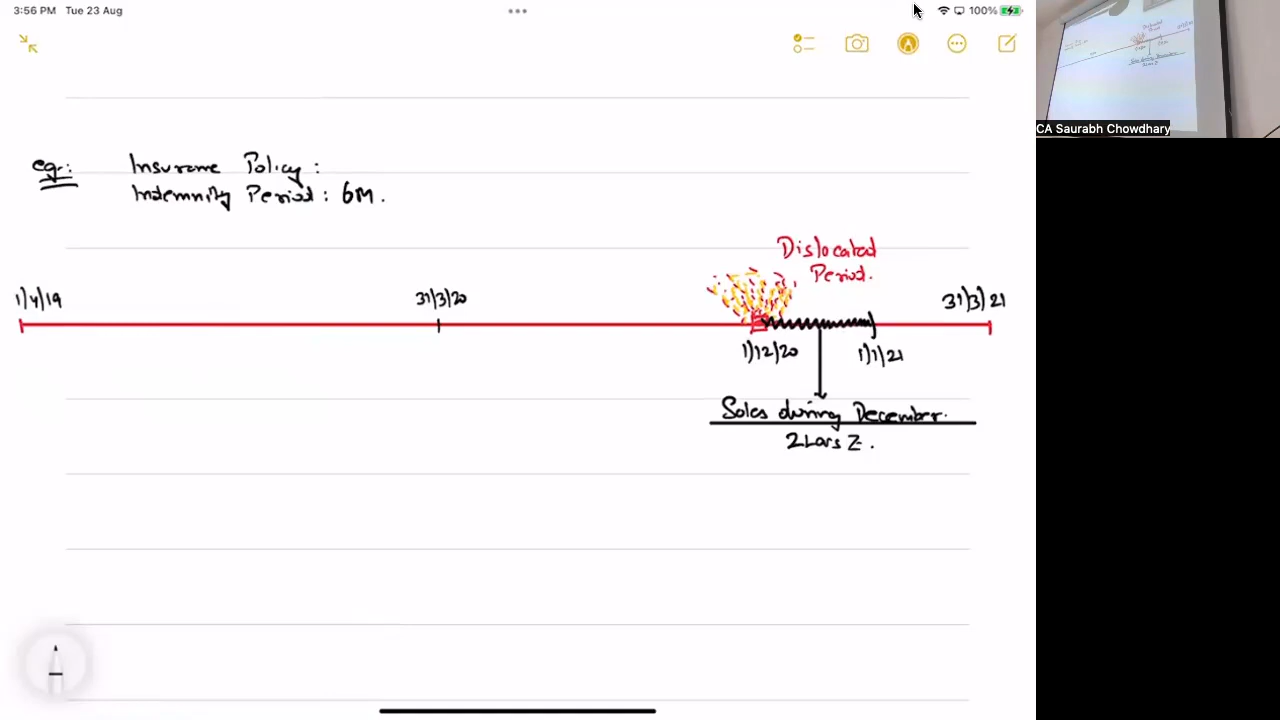 3:56 PM Tue 23 Aug
100%
CA Saurabh Chowdhary
eg:
Insurance Policy :
Indemnity Period : 6M.
Dislocated
Period.
1/4/19
31/3/20
31/3/21
1/12/20
1/1/21
Sales during December.
2